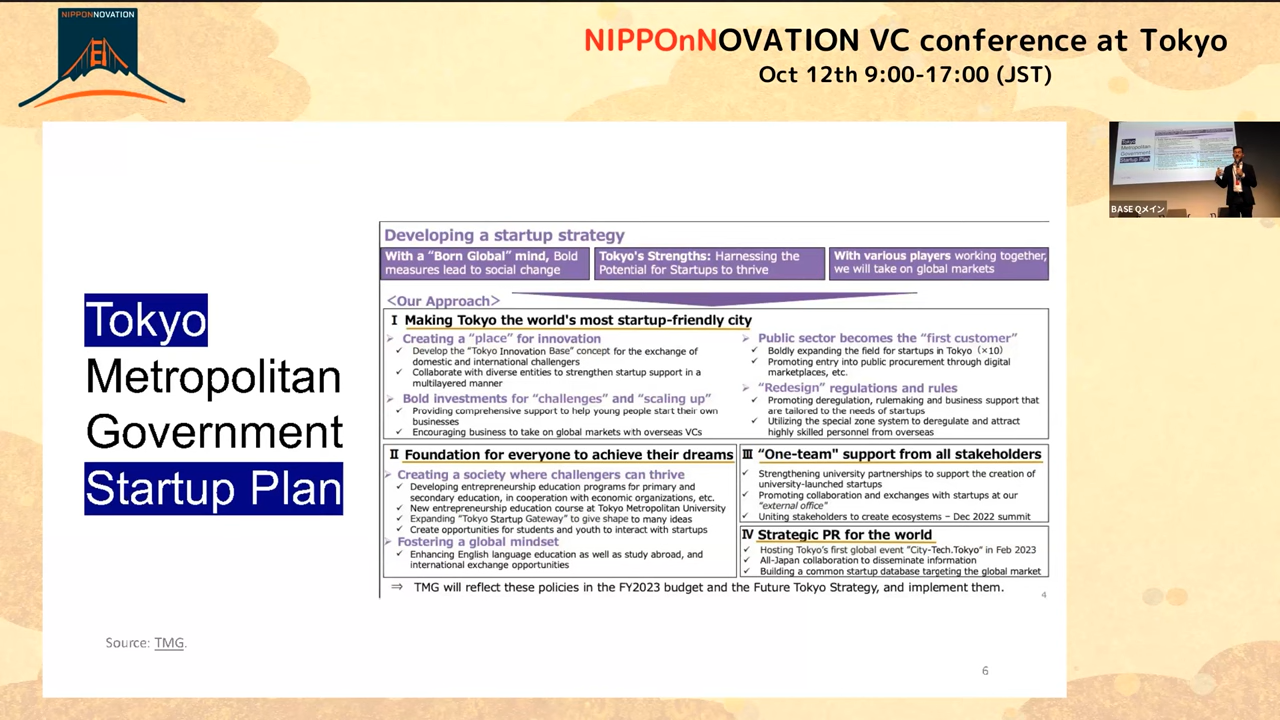 NIPPONNOVATION
NIPPOnNOVATION VC conference at Tokyo
Oct 12th 9:00-17:00 (JST)
Tokyo
Metropolitan
Government
Startup Plan
Developing a startup strategy
With a “Born Global” mind, Bold
measures lead to social change
Tokyo's Strengths: Harnessing the
Potential for Startups to thrive
With various players working together,
we will take on global markets
<Our Approach>
Ⅰ Making Tokyo the world's most startup-friendly city
➢ Creating a “place” for innovation
✓ Develop the “Tokyo Innovation Base” concept for the exchange of
domestic and international challengers
✓ Collaborate with diverse entities to strengthen startup support in a
multilayered manner
➢ Bold investments for “challenges” and “scaling up”
✓ Providing comprehensive support to help young people start their own
businesses
✓ Encouraging business to take on global markets with overseas VCs
➢ Public sector becomes the “first customer”
✓ Boldly expanding the field for startups in Tokyo (×10)
✓ Promoting entry into public procurement through digital
marketplaces, etc.
➢ “Redesign” regulations and rules
✓ Promoting deregulation, rulemaking and business support that
are tailored to the needs of startups
✓ Utilizing the special zone system to deregulate and attract
highly skilled personnel from overseas
Ⅱ Foundation for everyone to achieve their dreams
➢ Creating a society where challengers can thrive
✓ Developing entrepreneurship education programs for primary and
secondary education, in cooperation with economic organizations, etc.
✓ New entrepreneurship education course at Tokyo Metropolitan University
✓ Expanding “Tokyo Startup Gateway” to give shape to many ideas
✓ Create opportunities for students and youth to interact with startups
➢ Fostering a global mindset
✓ Enhancing English language education as well as study abroad, and
international exchange opportunities
Ⅲ “One-team" support from all stakeholders
✓ Strengthening university partnerships to support the creation of
university-launched startups
✓ Promoting collaboration and exchanges with startups at our
“external office”
✓ Uniting stakeholders to create ecosystems – Dec 2022 summit
Ⅳ Strategic PR for the world
✓ Hosting Tokyo's first global event “City-Tech.Tokyo” in Feb 2023
✓ All-Japan collaboration to disseminate information
✓ Building a common startup database targeting the global market
⇒ TMG will reflect these policies in the FY2023 budget and the Future Tokyo Strategy, and implement them.
4
Source: TMG.
6
Tokyo
Metropolitan
Government
Startup Plan
BASE Qメイン